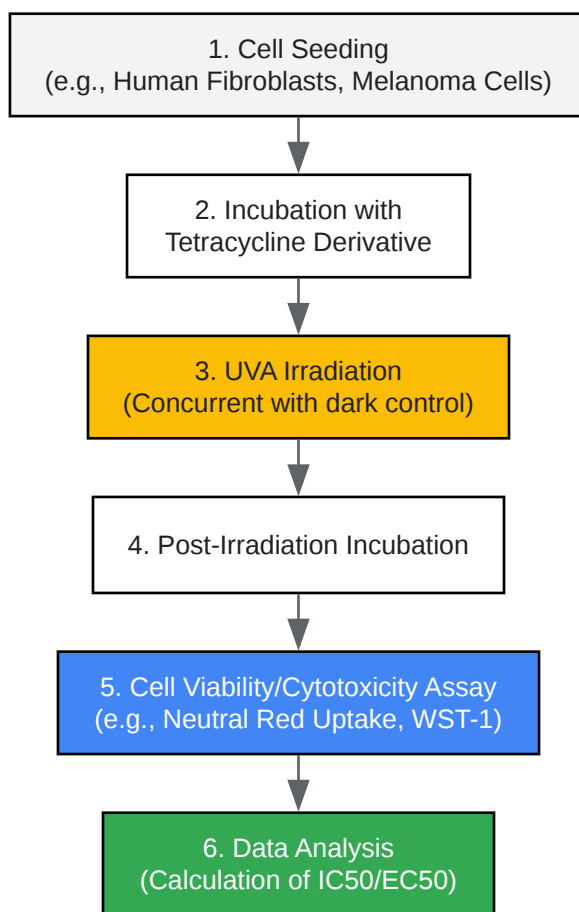 1. Cell Seeding
(e.g., Human Fibroblasts, Melanoma Cells)
2. Incubation with
Tetracycline Derivative
3. UVA Irradiation
(Concurrent with dark control)
4. Post-Irradiation Incubation
5. Cell Viability/Cytotoxicity Assay
(e.g., Neutral Red Uptake, WST-1)
6. Data Analysis
(Calculation of IC50/EC50)